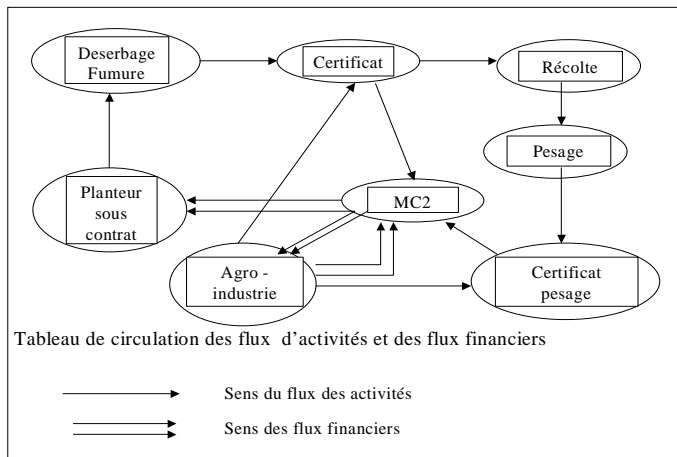 Deserbage
Fumure
Certificat
Récolte
Pesage
Planteur
sous
contrat
MC2
Agro -
industrie
Certificat
pesage
Tableau de circulation des flux d'activités et des flux financiers
Sens du flux des activités
Sens des flux financiers